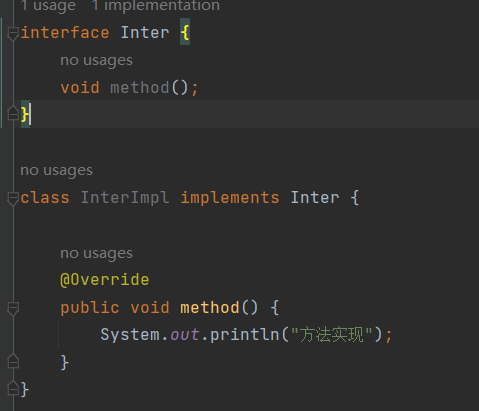 1 usage   1 implementation
interface Inter {
    no usages
    void method();
}
no usages
class InterImpl implements Inter {
    no usages
    @Override
    public void method() {
        System.out.println("方法实现");
    }
}